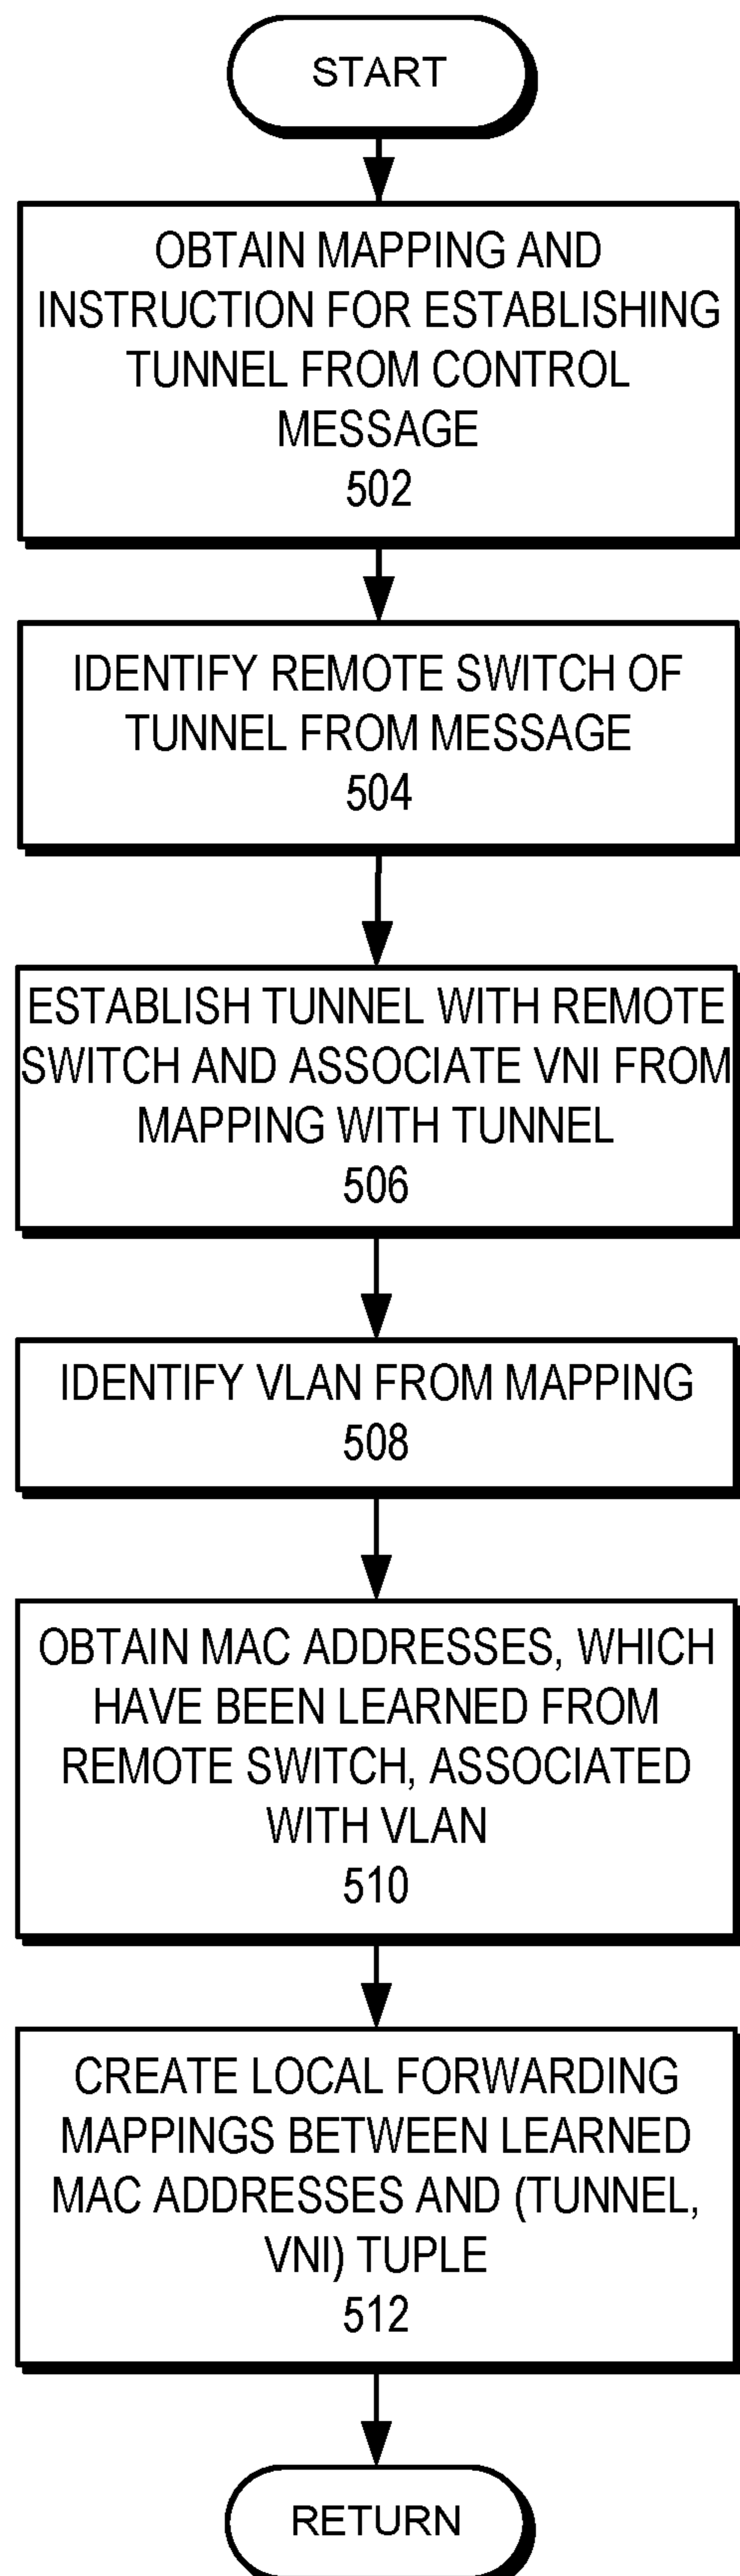 START
OBTAIN MAPPING AND
INSTRUCTION FOR ESTABLISHING
TUNNEL FROM CONTROL
MESSAGE
502
IDENTIFY REMOTE SWITCH OF
TUNNEL FROM MESSAGE
504
ESTABLISH TUNNEL WITH REMOTE
SWITCH AND ASSOCIATE VNI FROM
MAPPING WITH TUNNEL
506
IDENTIFY VLAN FROM MAPPING
508
OBTAIN MAC ADDRESSES, WHICH
HAVE BEEN LEARNED FROM
REMOTE SWITCH, ASSOCIATED
WITH VLAN
510
CREATE LOCAL FORWARDING
MAPPINGS BETWEEN LEARNED
MAC ADDRESSES AND (TUNNEL,
VNI) TUPLE
512
RETURN